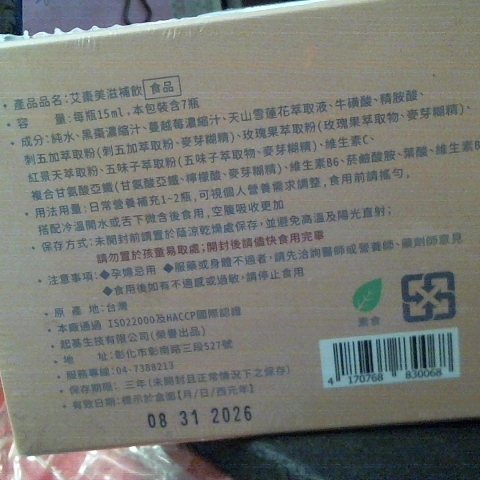 • 產品品名:艾棗美滋補飲 食品
• 容　　量:每瓶15ml,本包裝含7瓶
• 成分:純水、黑棗濃縮汁、蔓越莓濃縮汁、天山雪蓮花萃取液、牛磺酸、精胺酸、
刺五加萃取粉(刺五加萃取物、麥芽糊精)、玫瑰果萃取粉(玫瑰果萃取物、麥芽糊精)、
紅景天萃取粉、五味子萃取粉(五味子萃取物、麥芽糊精)、維生素C、
複合甘氨酸亞鐵(甘氨酸亞鐵、檸檬酸、麥芽糊精)、維生素B6、菸鹼醯胺、葉酸、維生素B
• 用法用量:日常營養補充1-2瓶,可視個人營養需求調整,食用前請搖勻,
搭配冷溫開水或舌下微含後食用,空腹吸收更加
• 保存方式:未開封前請置於蔭涼乾燥處保存,並避免高溫及陽光直射;
請勿置於孩童易取處;開封後請儘快食用完畢
• 注意事項:◆孕婦忌用 ◆服藥或身體不適者,請先洽詢醫師或營養師、藥劑師意見
◆食用後如有不適感或過敏,請停止食用
• 原 產 地:台灣
• 本廠通過 ISO22000及HACCP國際認證
• 起基生技有限公司(榮譽出品)
• 地　　址:彰化市彰南路三段527號
• 服務專線:04-7388213
• 保存期限: 三年(未開封且正常情況下之保存)
• 有效日期:標示於盒面【月/日/西元年】
08 31 2026
素食
4 170768 830068